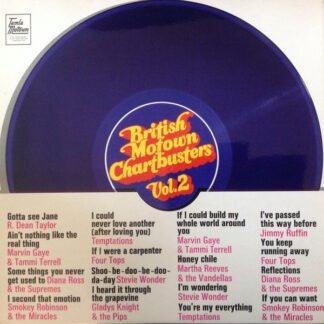 Tamla
Motown
British
Motown
Chartbusters
Vol.2
Gotta see Jane
R. Dean Taylor
Ain't nothing like the
real thing
Marvin Gaye
& Tammi Terrell
Some things you never
get used to Diana Ross
& the Supremes
I second that emotion
Smokey Robinson
& the Miracles
I could
never love another
(after loving you)
Temptations
If I were a carpenter
Four Tops
Shoo-be-doo-be-doo-
da-day Stevie Wonder
I heard it through
the grapevine
Gladys Knight
& the Pips
If I could build my
whole world around
you
Marvin Gaye
& Tammi Terrell
Honey chile
Martha Reeves
& the Vandellas
I'm wondering
Stevie Wonder
You're my everything
Temptations
I've passed
this way before
Jimmy Ruffin
You keep
running away
Four Tops
Reflections
Diana Ross
& the Supremes
If you can want
Smokey Robinson
& the Miracles